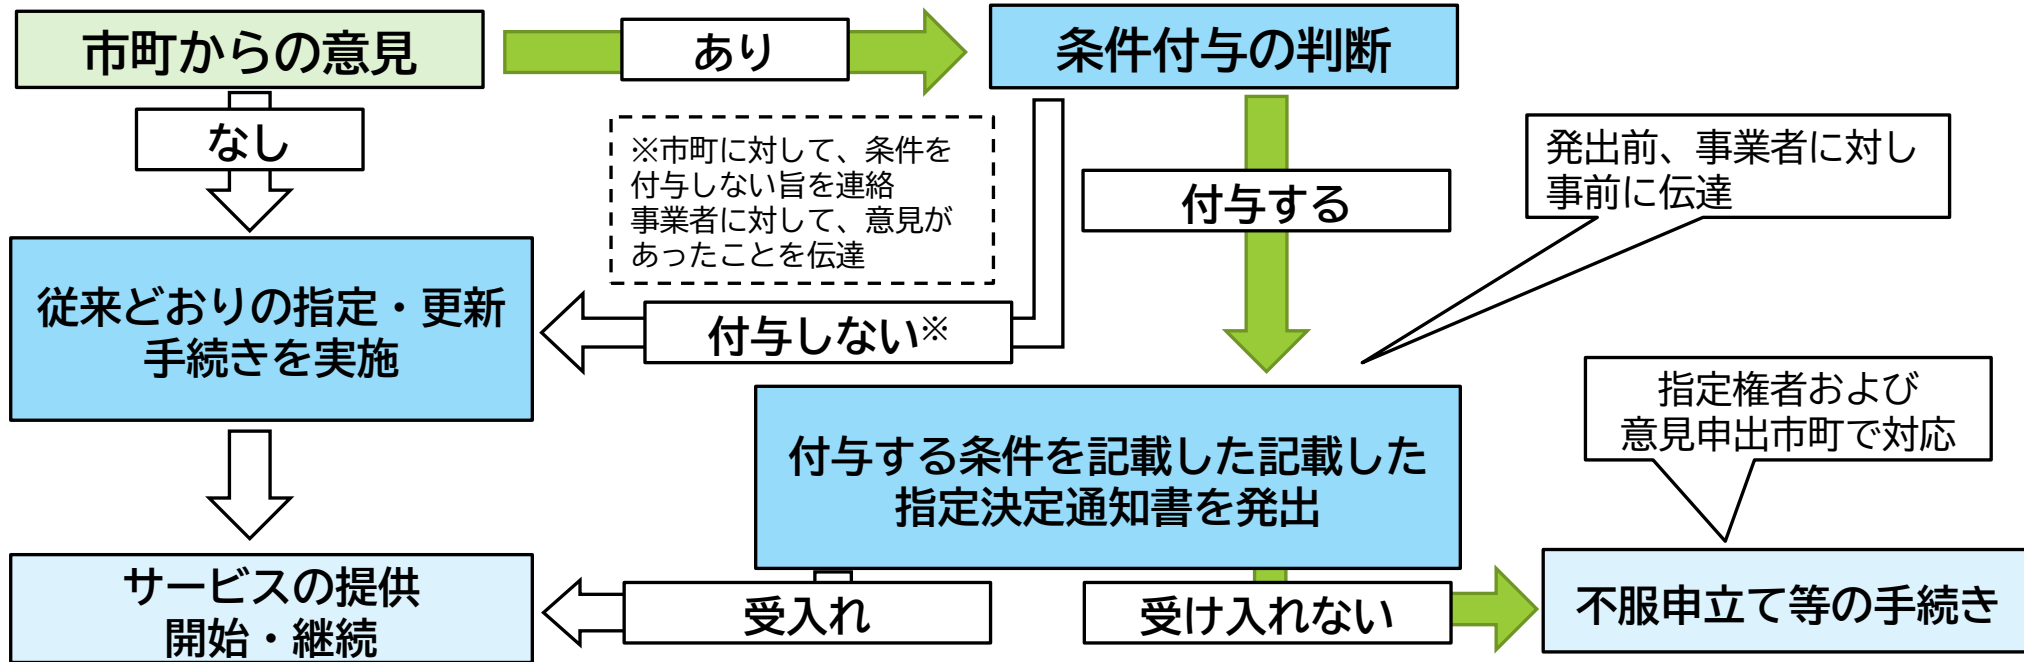 市町からの意見
あり
条件付与の判断
なし
※市町に対して、条件を
付与しない旨を連絡
事業者に対して、意見が
あったことを伝達
付与する
発出前、事業者に対し
事前に伝達
従来どおりの指定・更新
手続きを実施
付与しない※
指定権者および
意見申出市町で対応
付与する条件を記載した記載した
指定決定通知書を発出
サービスの提供
開始・継続
受入れ
受け入れない
不服申立て等の手続き